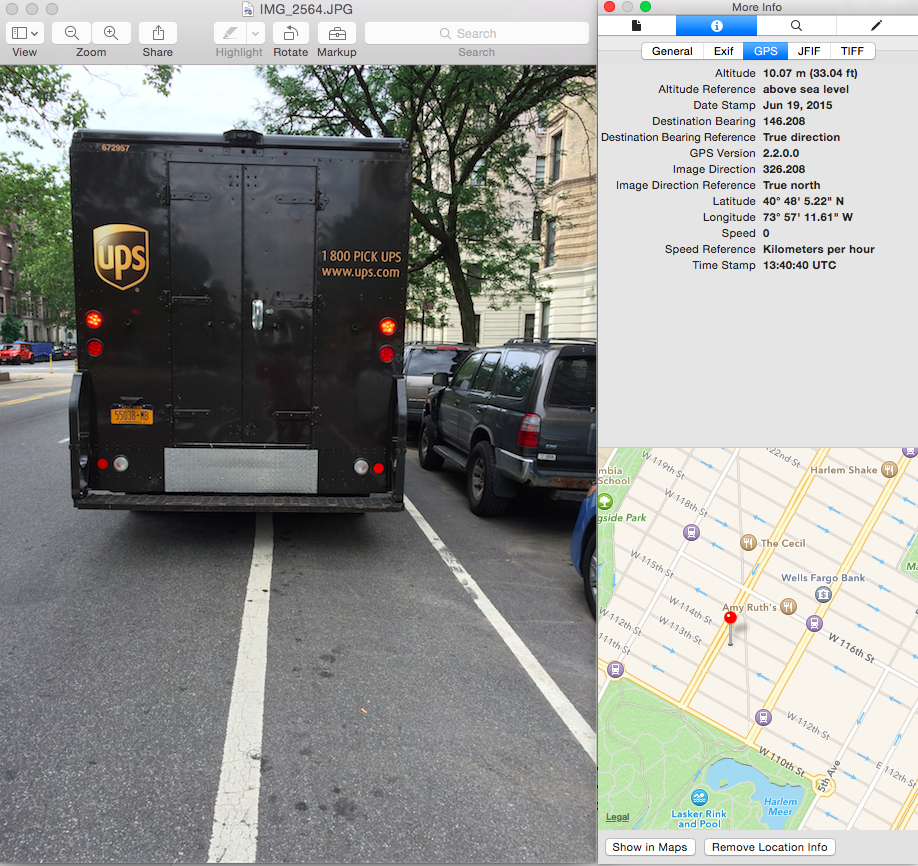 IMG_2564.JPG
View
Zoom
Share
Highlight
Rotate
Markup
Search
Search
672957
ups
1 800 PICK UPS
www.ups.com
55038-MB
More Info
General
Exif
GPS
JFIF
TIFF
Altitude 10.07 m (33.04 ft)
Altitude Reference above sea level
Date Stamp Jun 19, 2015
Destination Bearing 146.208
Destination Bearing Reference True direction
GPS Version 2.2.0.0
Image Direction 326.208
Image Direction Reference True north
Latitude 40° 48' 5.22" N
Longitude 73° 57' 11.61" W
Speed 0
Speed Reference Kilometers per hour
Time Stamp 13:40:40 UTC
W 119th St
122nd St
Harlem Shake
mbia
School
W 118th St
gside Park
The Cecil
W 115th St
Wells Fargo Bank
Ma
W 114th St
Amy Ruth's
W 112th St
W 113th St
111th St
W 116th St
W 112th St
W 110th St
5th Ave
E 112th St
Lasker Rink
and Pool
Harlem
Meer
Legal
Show in Maps
Remove Location Info